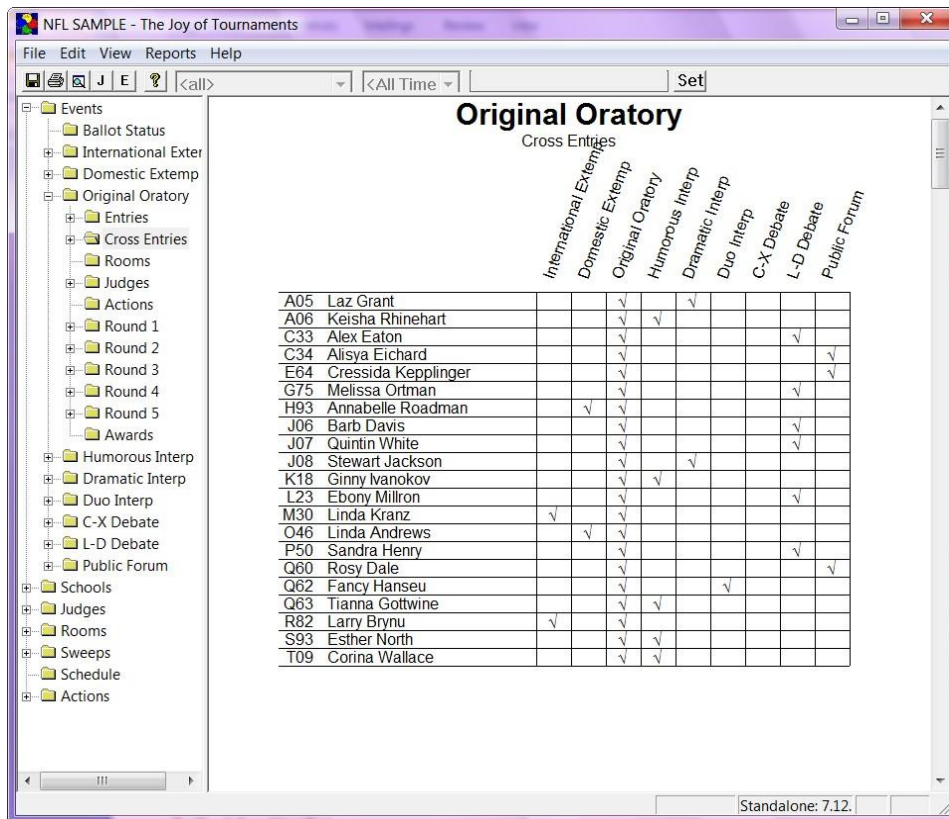 NFL SAMPLE - The Joy of Tournaments
File Edit View Reports Help
J E ? <all> <All Time Set
Events
Ballot Status
International Exter
Domestic Extemp
Original Oratory
Entries
Cross Entries
Rooms
Judges
Actions
Round 1
Round 2
Round 3
Round 4
Round 5
Awards
Humorous Interp
Dramatic Interp
Duo Interp
C-X Debate
L-D Debate
Public Forum
Schools
Judges
Rooms
Sweeps
Schedule
Actions
Original Oratory
Cross Entries
International Extemp
Domestic Extemp
Original Oratory
Humorous Interp
Dramatic Interp
Duo Interp
C-X Debate
L-D Debate
Public Forum
A05 Laz Grant √ √
A06 Keisha Rhinehart √ √
C33 Alex Eaton √ √
C34 Alisya Eichard √ √
E64 Cressida Kepplinger √ √
G75 Melissa Ortman √ √
H93 Annabelle Roadman √ √
J06 Barb Davis √ √
J07 Quintin White √ √
J08 Stewart Jackson √ √
K18 Ginny Ivanokov √ √
L23 Ebony Millron √ √
M30 Linda Kranz √ √
O46 Linda Andrews √ √
P50 Sandra Henry √ √
Q60 Rosy Dale √ √
Q62 Fancy Hanseu √ √
Q63 Tianna Gottwine √ √
R82 Larry Brynu √ √
S93 Esther North √ √
T09 Corina Wallace √ √
Standalone: 7.12.